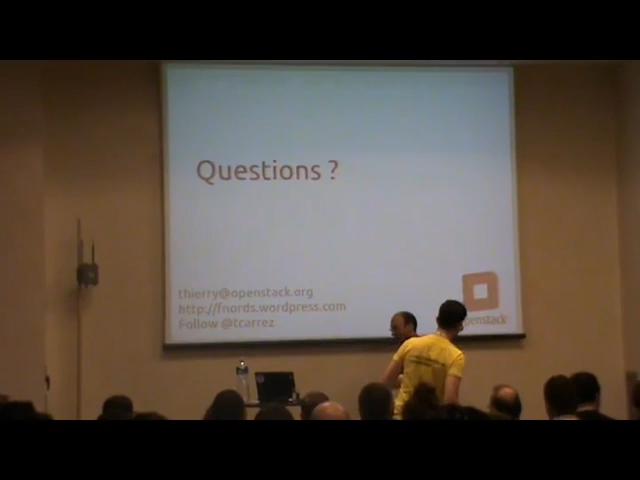 Questions ?
thierry@openstack.org
http://fnords.wordpress.com
Follow @tcarrez
openstack